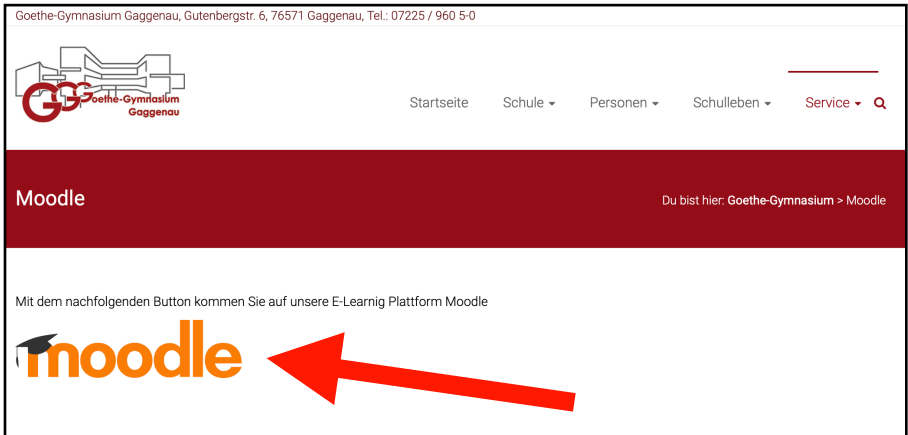 Goethe-Gymnasium Gaggenau, Gutenbergstr. 6, 76571 Gaggenau, Tel.: 07225 / 960 5-0
GGGoethe-Gymnasium
Gaggenau
Startseite Schule Personen Schulleben Service
Moodle
Du bist hier: Goethe-Gymnasium > Moodle
Mit dem nachfolgenden Button kommen Sie auf unsere E-Learnig Plattform Moodle
moodle